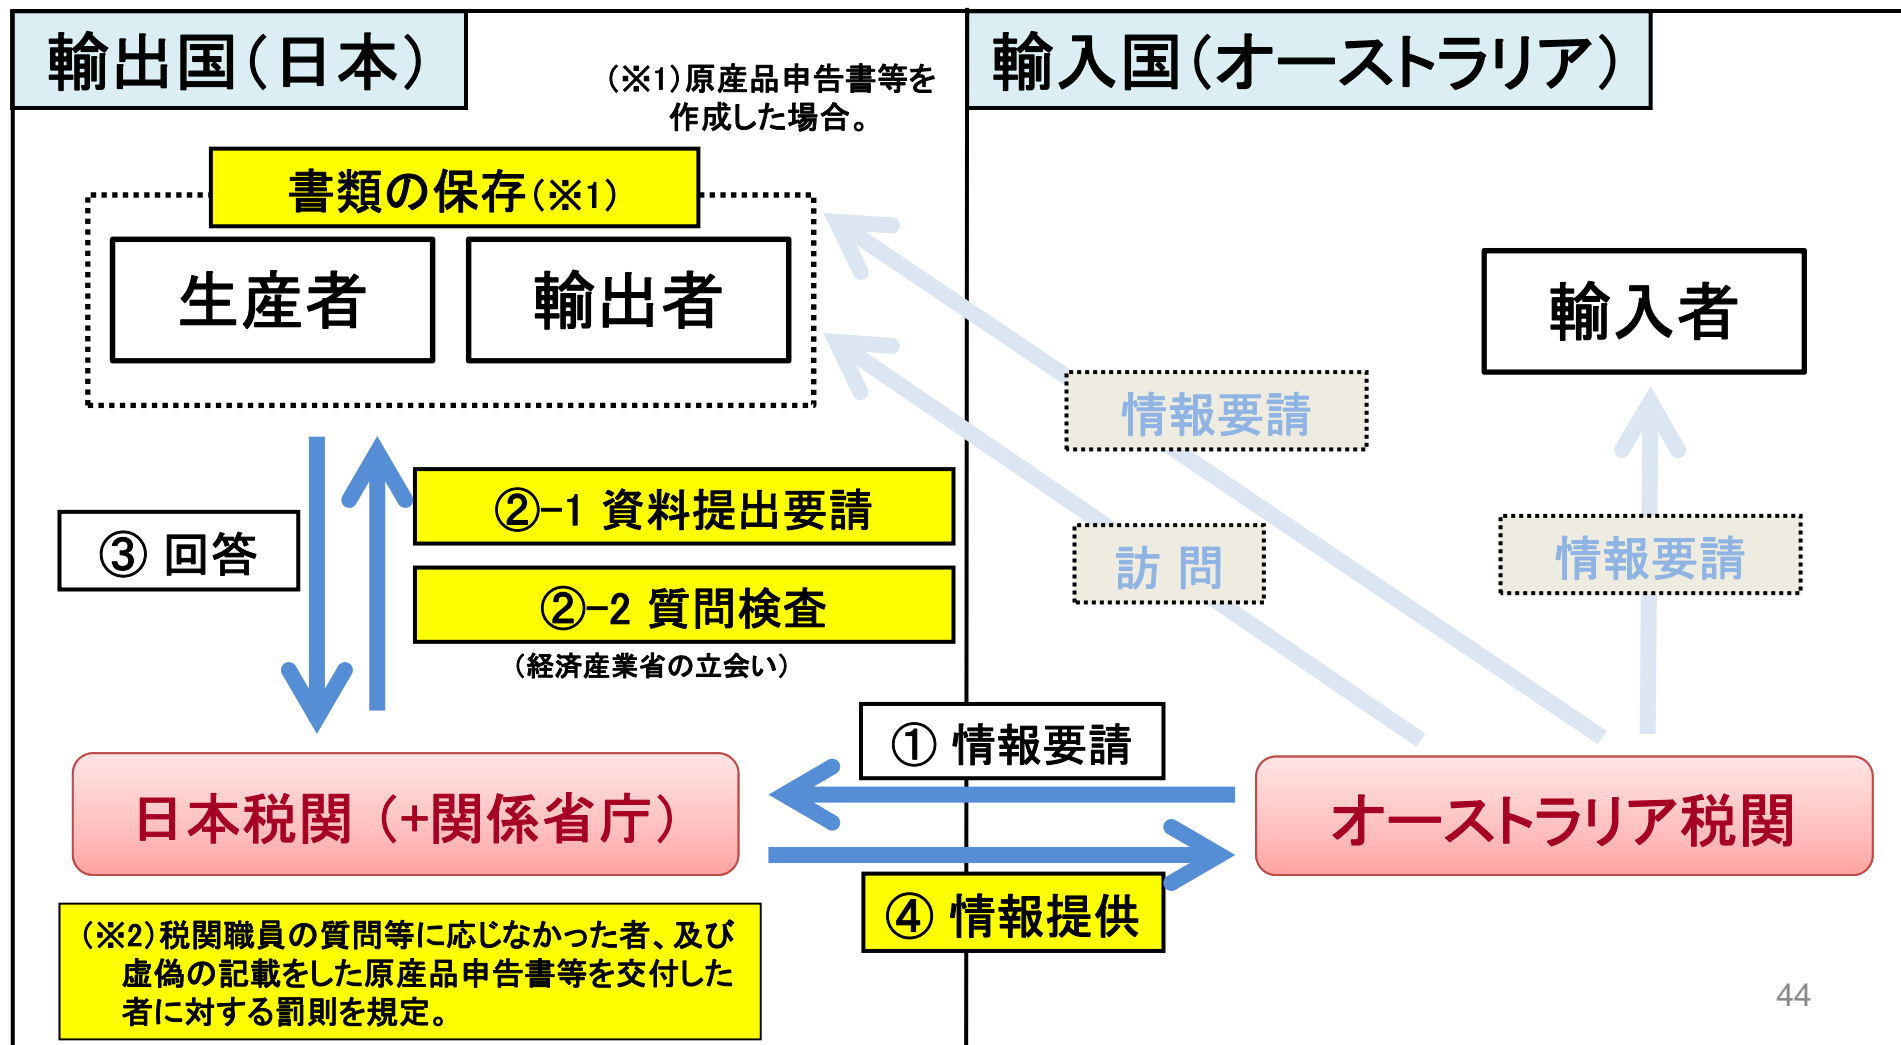 輸出国（日本）
（※1）原産品申告書等を
作成した場合。
輸入国（オーストラリア）
書類の保存（※1）
生産者
輸出者
輸入者
情報要請
②-1 資料提出要請
③ 回答
訪 問
情報要請
②-2 質問検査
（経済産業省の立会い）
① 情報要請
日本税関（+関係省庁）
オーストラリア税関
④ 情報提供
（※2）税関職員の質問等に応じなかった者、及び
虚偽の記載をした原産品申告書等を交付した
者に対する罰則を規定。
44